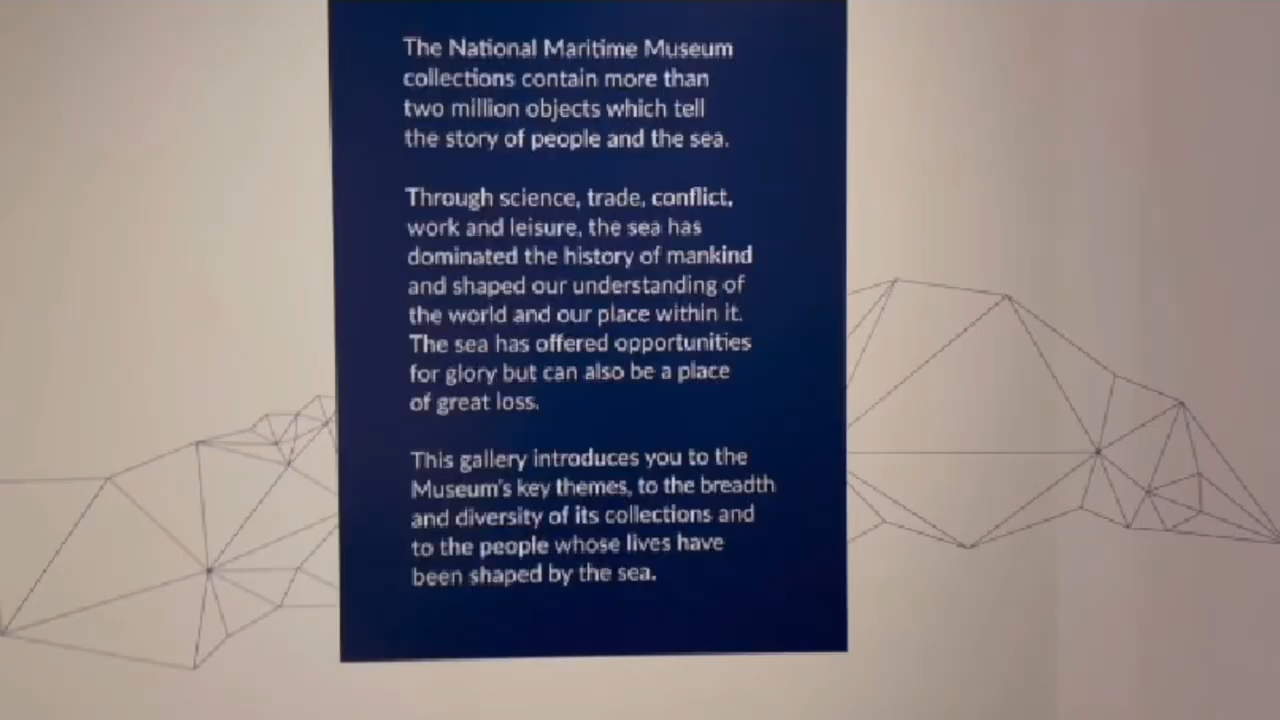 The National Maritime Museum
collections contain more than
two million objects which tell
the story of people and the sea.
Through science, trade, conflict,
work and leisure, the sea has
dominated the history of mankind
and shaped our understanding of
the world and our place within it.
The sea has offered opportunities
for glory but can also be a place
of great loss.
This gallery introduces you to the
Museum's key themes, to the breadth
and diversity of its collections and
to the people whose lives have
been shaped by the sea.